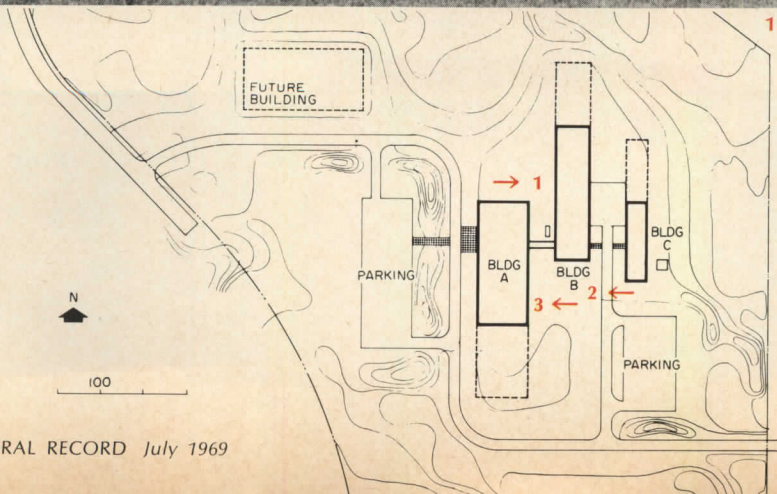 1
FUTURE
BUILDING
→ 1
PARKING
BLDG
A
BLDG
B
BLDG
C
3 ←
2 ←
N
100
PARKING
RAL RECORD July 1969